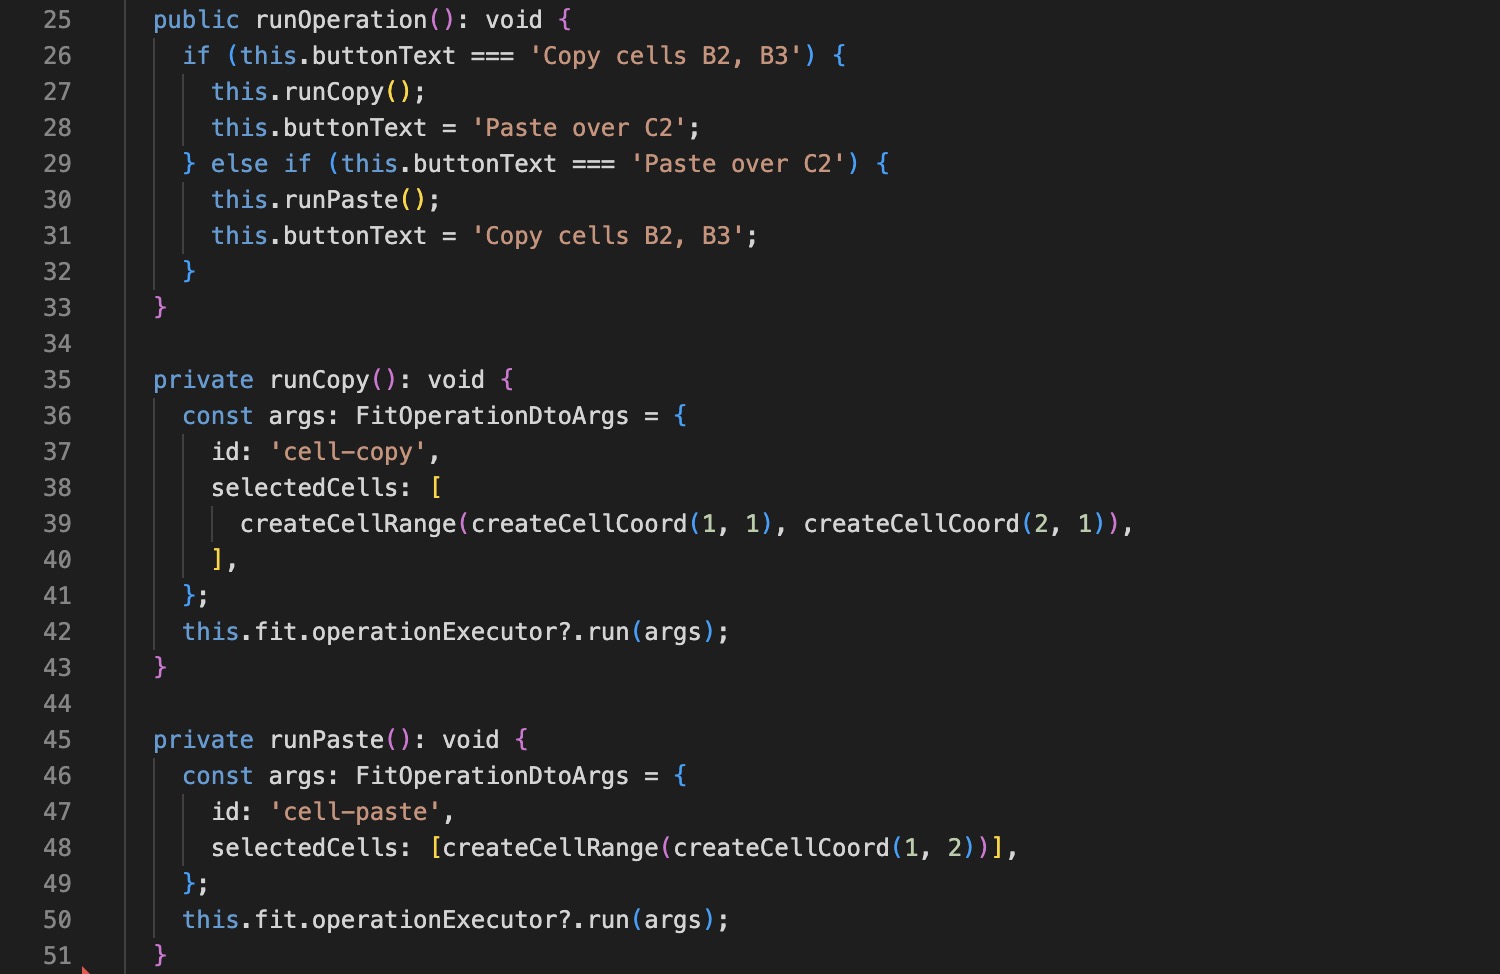 25 public runOperation(): void {
26 if (this.buttonText === 'Copy cells B2, B3') {
27 this.runCopy();
28 this.buttonText = 'Paste over C2';
29 } else if (this.buttonText === 'Paste over C2') {
30 this.runPaste();
31 this.buttonText = 'Copy cells B2, B3';
32 }
33 }
34
35 private runCopy(): void {
36 const args: FitOperationDtoArgs = {
37 id: 'cell-copy',
38 selectedCells: [
39 createCellRange(createCellCoord(1, 1), createCellCoord(2, 1)),
40 ],
41 };
42 this.fit.operationExecutor?.run(args);
43 }
44
45 private runPaste(): void {
46 const args: FitOperationDtoArgs = {
47 id: 'cell-paste',
48 selectedCells: [createCellRange(createCellCoord(1, 2))],
49 };
50 this.fit.operationExecutor?.run(args);
51 }